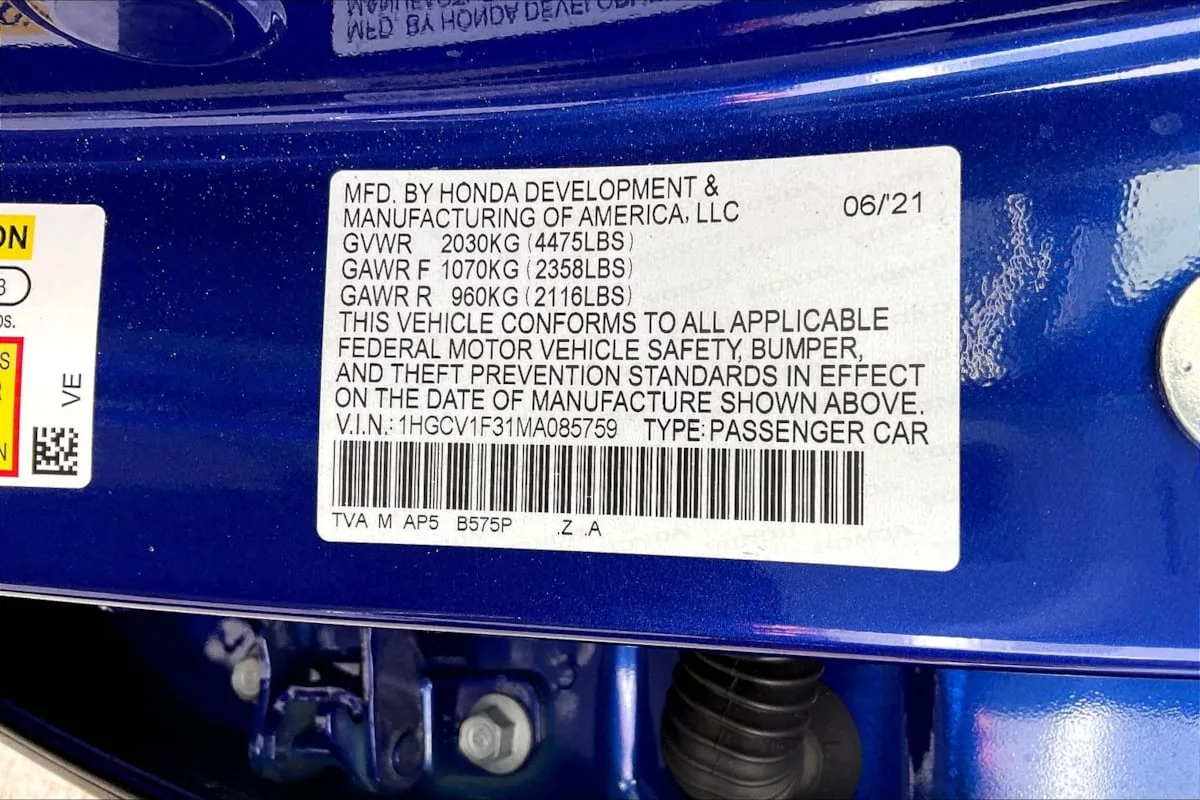 MFD. BY HONDA DEVELOPMENT &
MANUFACTURING OF AMERICA, LLC 06/'21
GVWR 2030KG (4475LBS)
GAWR F 1070KG (2358LBS)
GAWR R 960KG (2116LBS)
THIS VEHICLE CONFORMS TO ALL APPLICABLE
FEDERAL MOTOR VEHICLE SAFETY, BUMPER,
AND THEFT PREVENTION STANDARDS IN EFFECT
ON THE DATE OF MANUFACTURE SHOWN ABOVE.
V.I.N.: 1HGCV1F31MA085759 TYPE: PASSENGER CAR
TVA M AP5 B575P .Z .A
VE